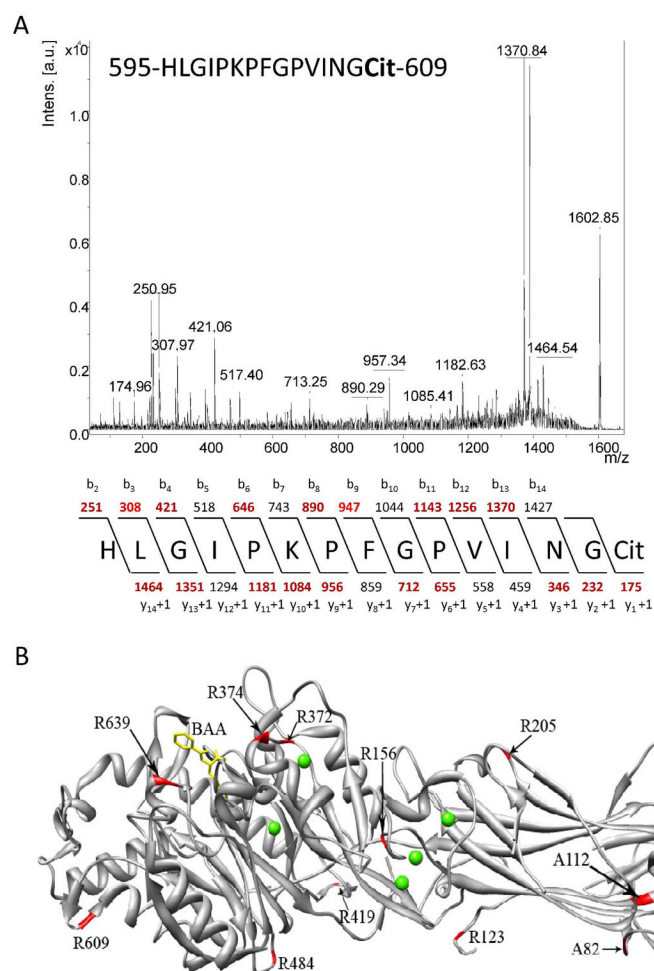 A
595-HLGIPKPFGPVINGCit-609
Intens. [a.u.]
x10⁴
1.0
0.8
0.6
0.4
0.2
0.0
1370.84
1602.85
250.95
421.06
307.97
174.96
517.40
713.25
957.34
890.29
1182.63
1085.41
1464.54
200 400 600 800 1000 1200 1400 1600
m/z
b₂ b₃ b₄ b₅ b₆ b₇ b₈ b₉ b₁₀ b₁₁ b₁₂ b₁₃ b₁₄
251 308 421 518 646 743 890 947 1044 1143 1256 1370 1427
H L G I P K P F G P V I N G Cit
1464 1351 1294 1181 1084 956 859 712 655 558 459 346 232 175
y₁₄+1 y₁₃+1 y₁₂+1 y₁₁+1 y₁₀+1 y₉+1 y₈+1 y₇+1 y₆+1 y₅+1 y₄+1 y₃+1 y₂ +1 y₁ +1
B
R374
BAA
R372
R639
R156
R205
A112
R419
R609
R484
R123
A82